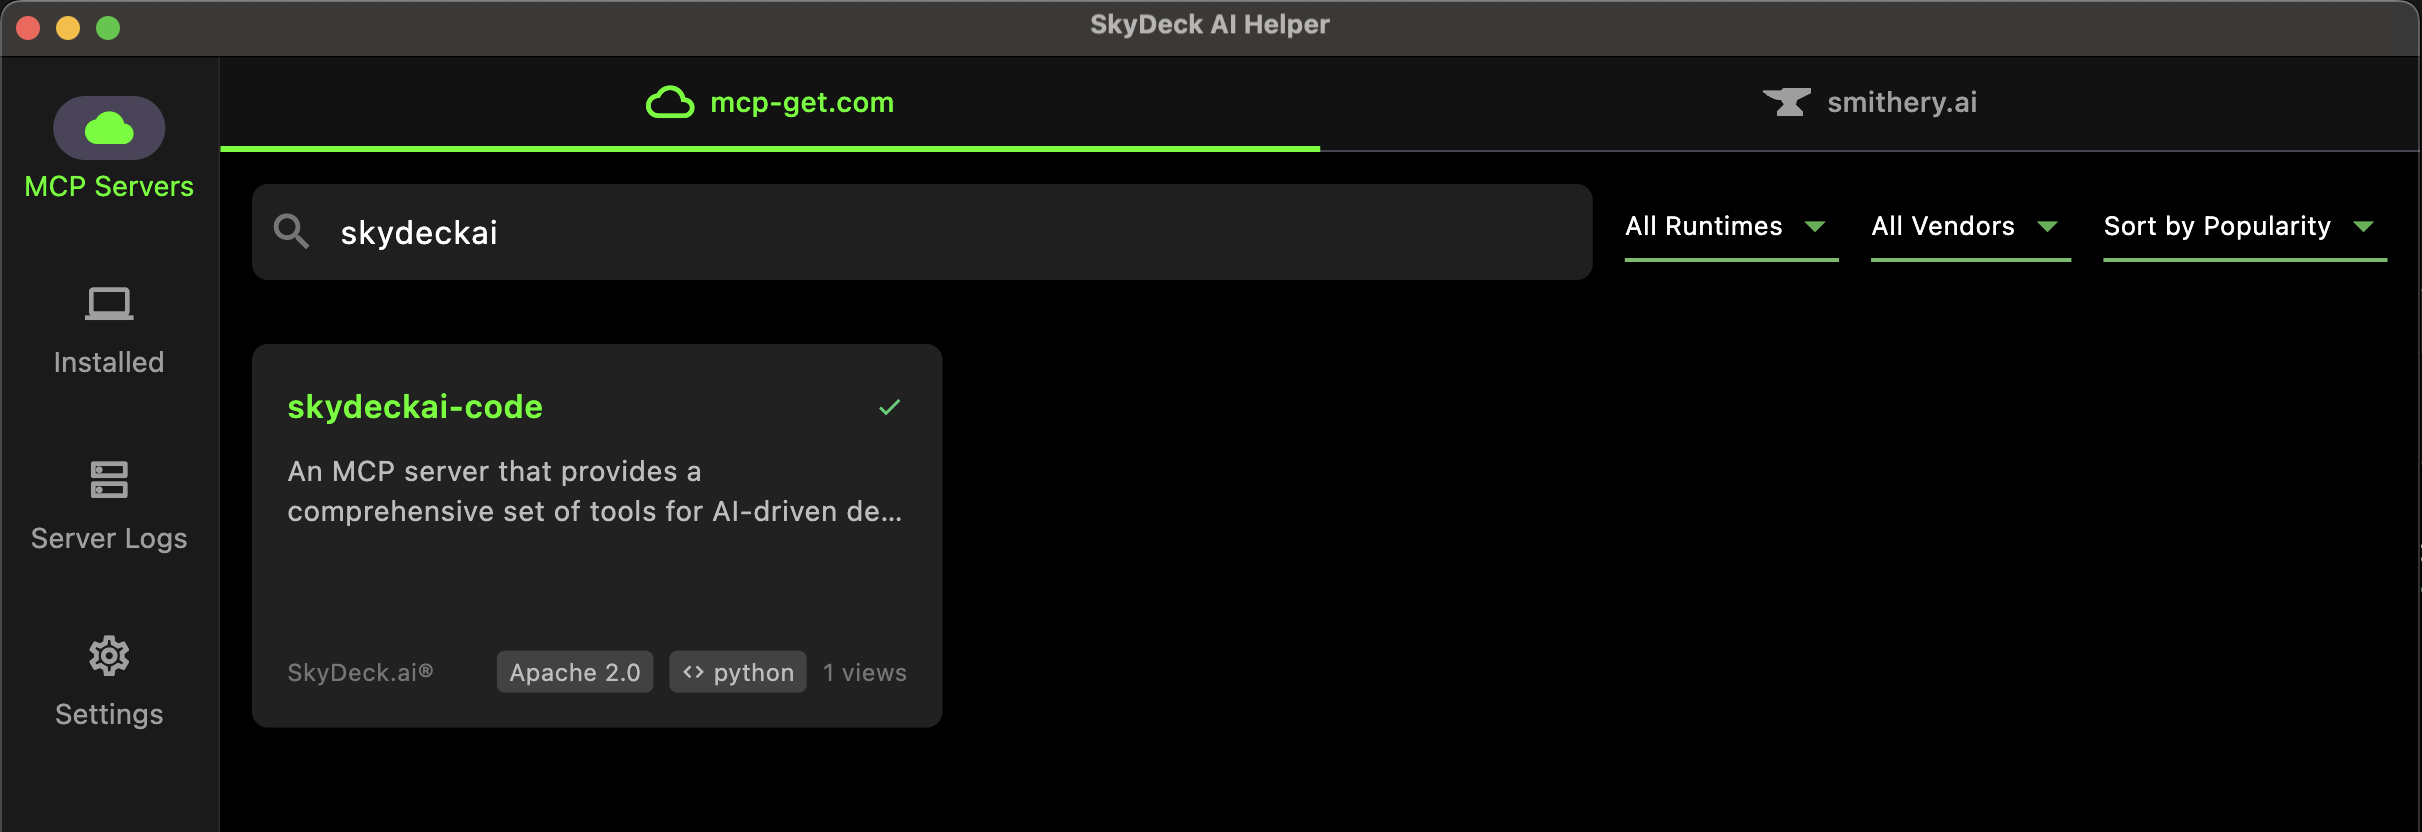 SkyDeck AI Helper
MCP Servers
Installed
Server Logs
Settings
mcp-get.com
smithery.ai
skydeckai
All Runtimes
All Vendors
Sort by Popularity
skydeckai-code
An MCP server that provides a
comprehensive set of tools for AI-driven de...
SkyDeck.ai®
Apache 2.0
<> python
1 views